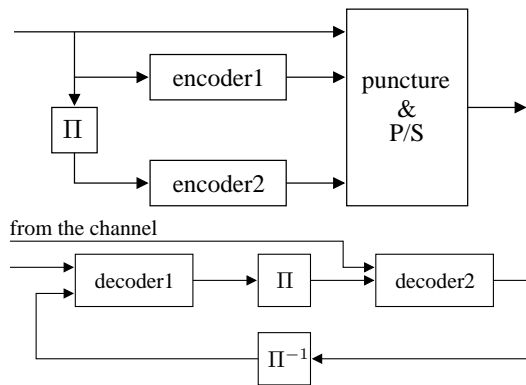 encoder1
puncture
&
P/S
Π
encoder2
from the channel
decoder1
Π
decoder2
Π⁻¹